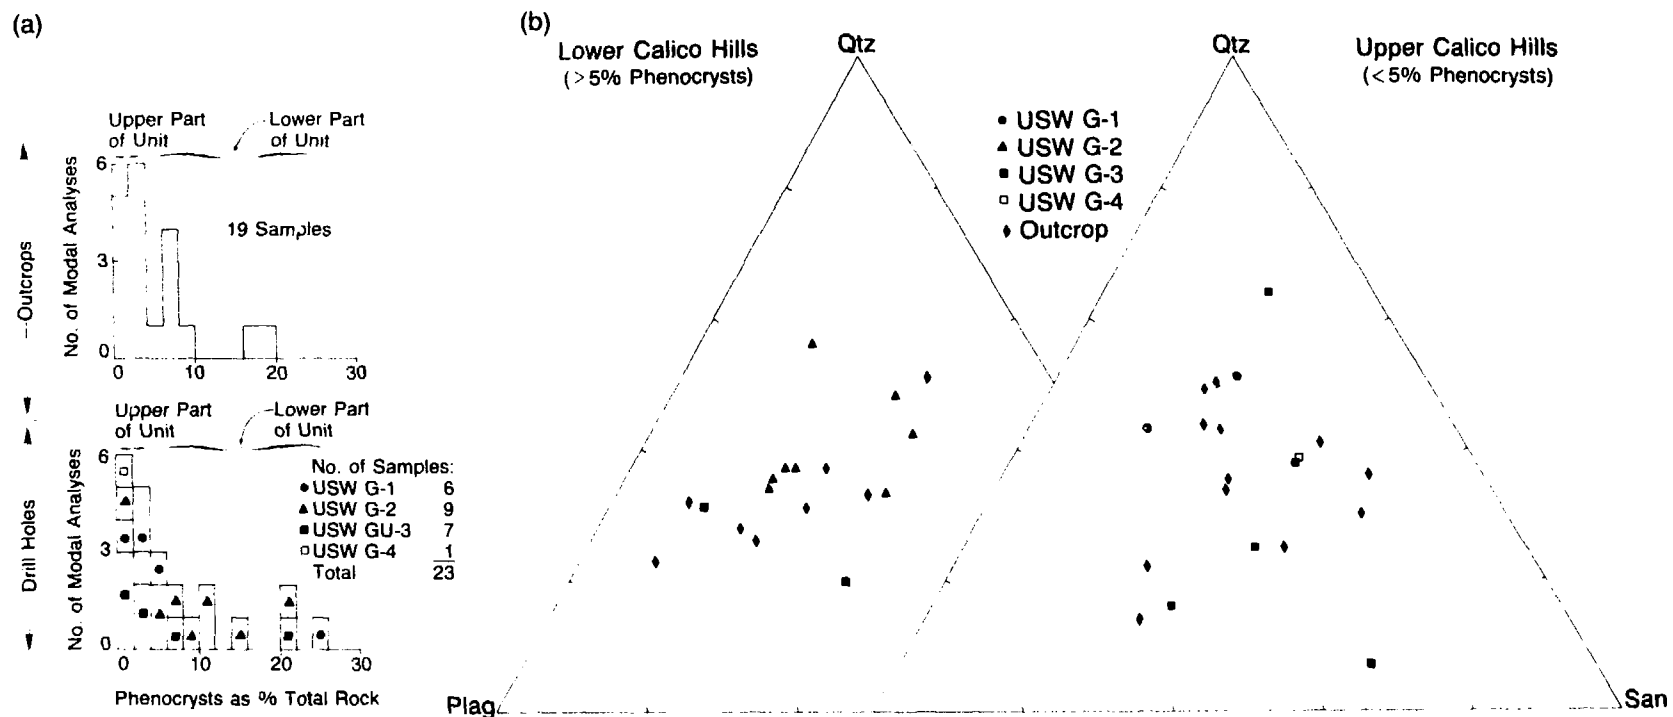 (a)
Upper Part
of Unit
Lower Part
of Unit
6
3
0
No. of Modal Analyses
19 Samples
0 10 20 30
Outcrops
Upper Part
of Unit
Lower Part
of Unit
6
3
0
No. of Modal Analyses
Drill Holes
No. of Samples:
USW G-1 6
USW G-2 9
USW GU-3 7
USW G-4 1
Total 23
0 10 20 30
Phenocrysts as % Total Rock
(b)
Lower Calico Hills
(>5% Phenocrysts)
Qtz
Qtz
Upper Calico Hills
(<5% Phenocrysts)
USW G-1
USW G-2
USW G-3
USW G-4
Outcrop
Plag
San